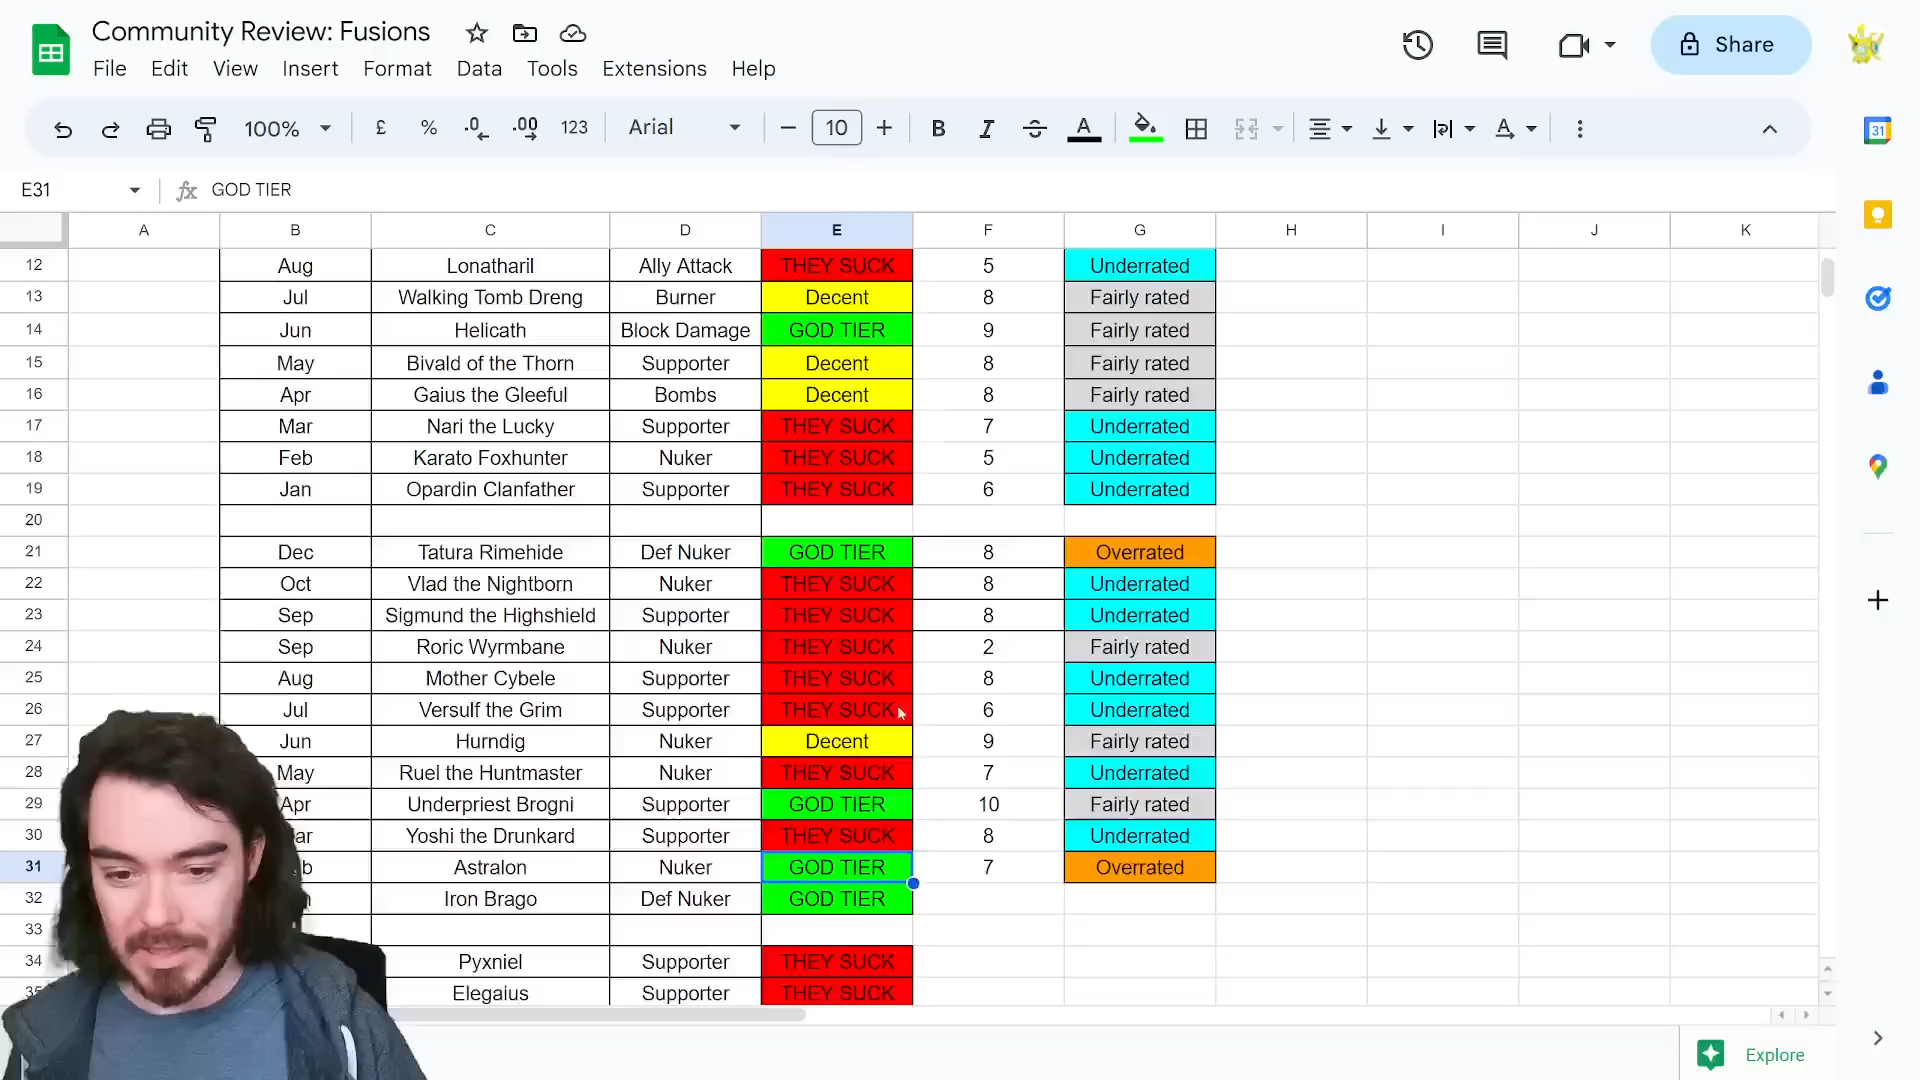 Community Review: Fusions
File Edit View Insert Format Data Tools Extensions Help
Share
100% £ % .0 .00 123 Arial 10 B I A
E31 fx GOD TIER
A B C D E F G H I J K
12 Aug Lonatharil Ally Attack THEY SUCK 5 Underrated
13 Jul Walking Tomb Dreng Burner Decent 8 Fairly rated
14 Jun Helicath Block Damage GOD TIER 9 Fairly rated
15 May Bivald of the Thorn Supporter Decent 8 Fairly rated
16 Apr Gaius the Gleeful Bombs Decent 8 Fairly rated
17 Mar Nari the Lucky Supporter THEY SUCK 7 Underrated
18 Feb Karato Foxhunter Nuker THEY SUCK 5 Underrated
19 Jan Opardin Clanfather Supporter THEY SUCK 6 Underrated
20
21 Dec Tatura Rimehide Def Nuker GOD TIER 8 Overrated
22 Oct Vlad the Nightborn Nuker THEY SUCK 8 Underrated
23 Sep Sigmund the Highshield Supporter THEY SUCK 8 Underrated
24 Sep Roric Wyrmbane Nuker THEY SUCK 2 Fairly rated
25 Aug Mother Cybele Supporter THEY SUCK 8 Underrated
26 Jul Versulf the Grim Supporter THEY SUCK 6 Underrated
27 Jun Hurndig Nuker Decent 9 Fairly rated
28 May Ruel the Huntmaster Nuker THEY SUCK 7 Underrated
29 Apr Underpriest Brogni Supporter GOD TIER 10 Fairly rated
30 ar Yoshi the Drunkard Supporter THEY SUCK 8 Underrated
31 b Astralon Nuker GOD TIER 7 Overrated
32 Iron Brago Def Nuker GOD TIER
33
34 Pyxniel Supporter THEY SUCK
35 Elegaius Supporter THEY SUCK
31
Explore